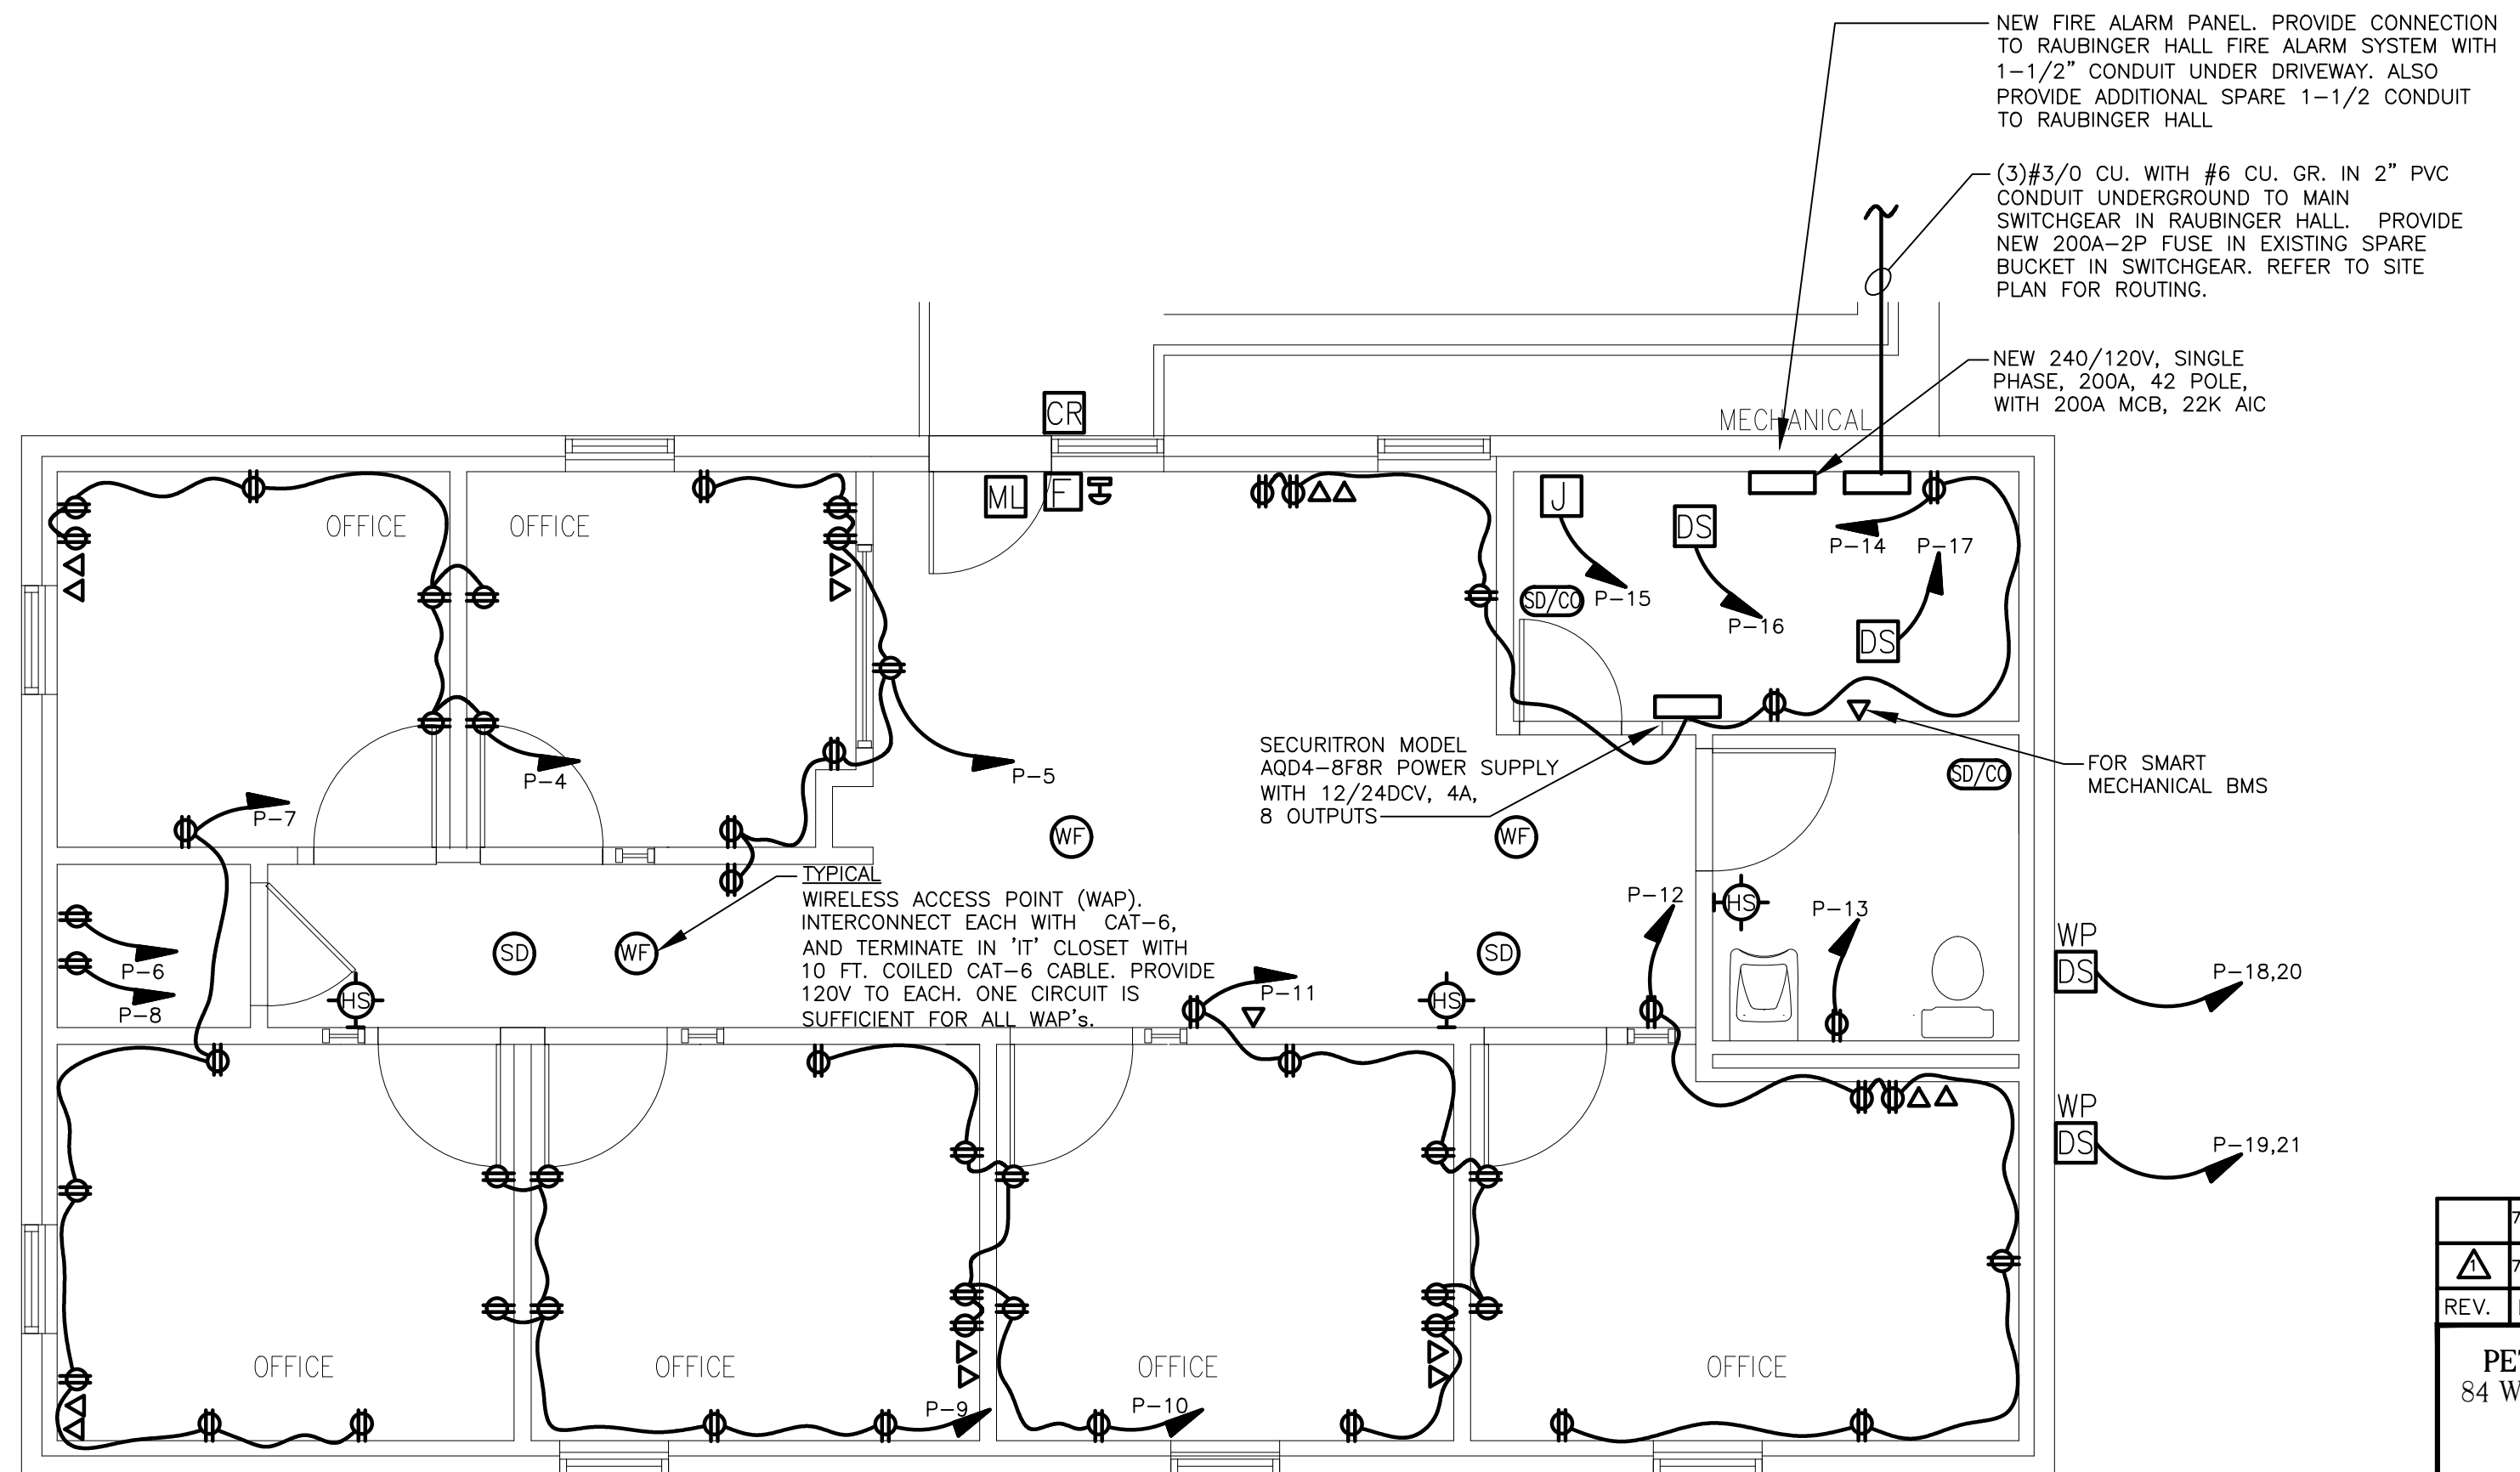 NEW FIRE ALARM PANEL. PROVIDE CONNECTION
TO RAUBINGER HALL FIRE ALARM SYSTEM WITH
1-1/2" CONDUIT UNDER DRIVEWAY. ALSO
PROVIDE ADDITIONAL SPARE 1-1/2 CONDUIT
TO RAUBINGER HALL
(3)#3/0 CU. WITH #6 CU. GR. IN 2" PVC
CONDUIT UNDERGROUND TO MAIN
SWITCHGEAR IN RAUBINGER HALL. PROVIDE
NEW 200A-2P FUSE IN EXISTING SPARE
BUCKET IN SWITCHGEAR. REFER TO SITE
PLAN FOR ROUTING.
NEW 240/120V, SINGLE
PHASE, 200A, 42 POLE,
WITH 200A MCB, 22K AIC
MECHANICAL
CR
ML
F
J
DS
OFFICE
OFFICE
P-14
P-17
SD/CO
P-15
P-16
DS
SECURITRON MODEL
AQD4-8F8R POWER SUPPLY
WITH 12/24DCV, 4A,
8 OUTPUTS
FOR SMART
MECHANICAL BMS
SD/CO
P-4
P-5
P-7
WF
WF
TYPICAL
WIRELESS ACCESS POINT (WAP).
INTERCONNECT EACH WITH CAT-6,
AND TERMINATE IN 'IT' CLOSET WITH
10 FT. COILED CAT-6 CABLE. PROVIDE
120V TO EACH. ONE CIRCUIT IS
SUFFICIENT FOR ALL WAP's.
P-12
HS
P-13
WP
DS
P-18,20
SD
WF
SD
P-6
P-8
HS
P-11
HS
WP
DS
P-19,21
OFFICE
OFFICE
OFFICE
OFFICE
P-9
P-10
7
1
7
REV.
PE
84 W